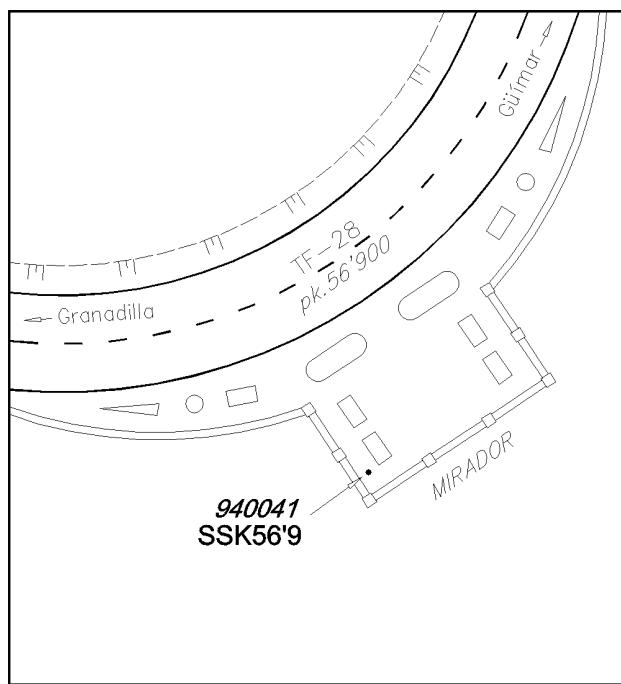 Güímar
TF-28
pk.56'900
Granadilla
MIRADOR
940041
SSK56'9